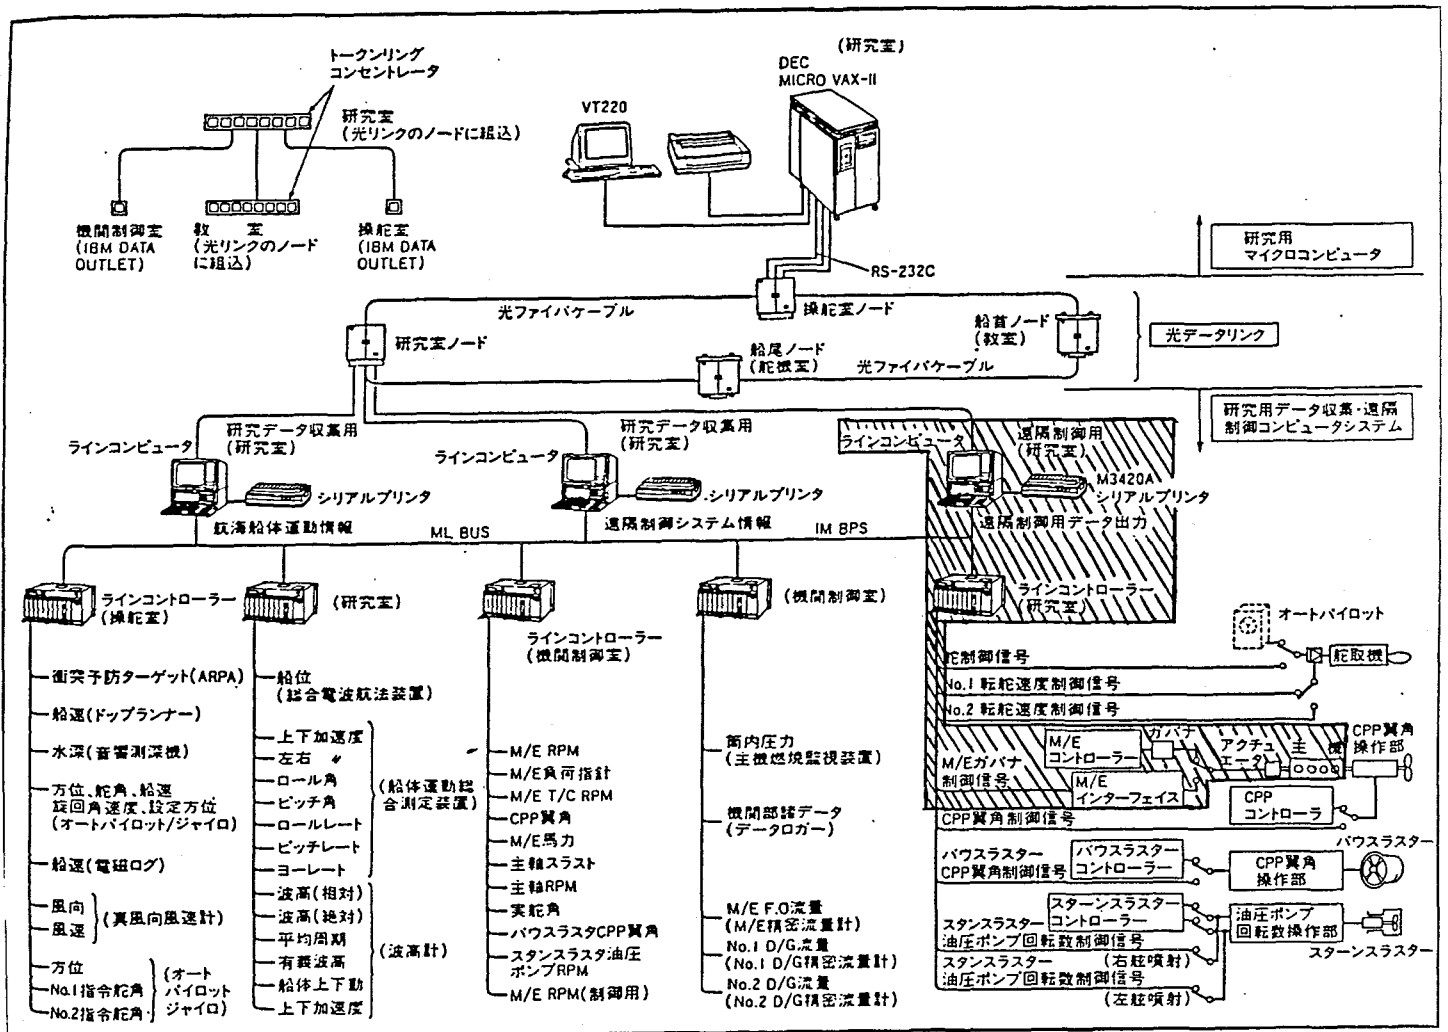 トークンリング
コンセントレータ
研究室
(光リンクのノードに組込)
機関制御室
(IBM DATA
OUTLET)
教　室
(光リンクのノード
に組込)
操舵室
(IBM DATA
OUTLET)
VT220
(研究室)
DEC
MICRO VAX-II
RS-232C
研究用
マイクロコンピュータ
光ファイバケーブル
操舵室ノード
船首ノード
(教室)
光データリンク
研究室ノード
船尾ノード
(舵機室)
光ファイバケーブル
研究用データ収集・遠隔
制御コンピュータシステム
ラインコンピュータ
研究データ収集用
(研究室)
シリアルプリンタ
航海船体運動情報
ラインコンピュータ
研究データ収集用
(研究室)
シリアルプリンタ
遠隔制御システム情報
ラインコンピュータ
遠隔制御用
(研究室)
M3420A
シリアルプリンタ
遠隔制御用データ出力
ML BUS
IM BPS
ラインコントローラー
(操舵室)
衝突予防ターゲット(ARPA)
船速(ドップランナー)
水深(音響測深機)
方位、舵角、船速
旋回角速度、設定方位
(オートパイロット/ジャイロ)
船速(電磁ログ)
風向
風速
(真風向風速計)
方位
No.1指令舵角
No.2指令舵角
(オート
パイロット
ジャイロ)
(研究室)
船位
(総合電波航法装置)
上下加速度
左右 〃
ロール角
ピッチ角
ロールレート
ピッチレート
ヨーレート
(船体運動総
合測定装置)
波高(相対)
波高(絶対)
平均周期
有義波高
船体上下動
上下加速度
(波高計)
ラインコントローラー
(機関制御室)
M/E RPM
M/E負荷指針
M/E T/C RPM
CPP翼角
M/E馬力
主軸スラスト
主軸RPM
実舵角
バウスラスタCPP翼角
スタンスラスタ油圧
ポンプRPM
M/E RPM(制御用)
(機関制御室)
筒内圧力
(主機燃焼監視装置)
機関部諸データ
(データロガー)
M/E F.O流量
(M/E精密流量計)
No.1 D/G流量
(No.1 D/G精密流量計)
No.2 D/G流量
(No.2 D/G精密流量計)
ラインコントローラー
(研究室)
オートパイロット
舵取機
舵制御信号
No.1 転舵速度制御信号
No.2 転舵速度制御信号
M/E
コントローラー
ガバナ
アクチュ
エータ
主　機
CPP翼角
操作部
M/Eガバナ
制御信号
M/E
インターフェイス
CPP
コントローラ
CPP翼角制御信号
バウスラスター
CPP翼角制御信号
バウスラスター
コントローラー
CPP翼角
操作部
バウスラスター
スターンスラスター
コントローラー
油圧ポンプ
回転数操作部
スターンスラスター
スタンスラスター
油圧ポンプ回転数制御信号
(右舷噴射)
スタンスラスター
油圧ポンプ回転数制御信号
(左舷噴射)